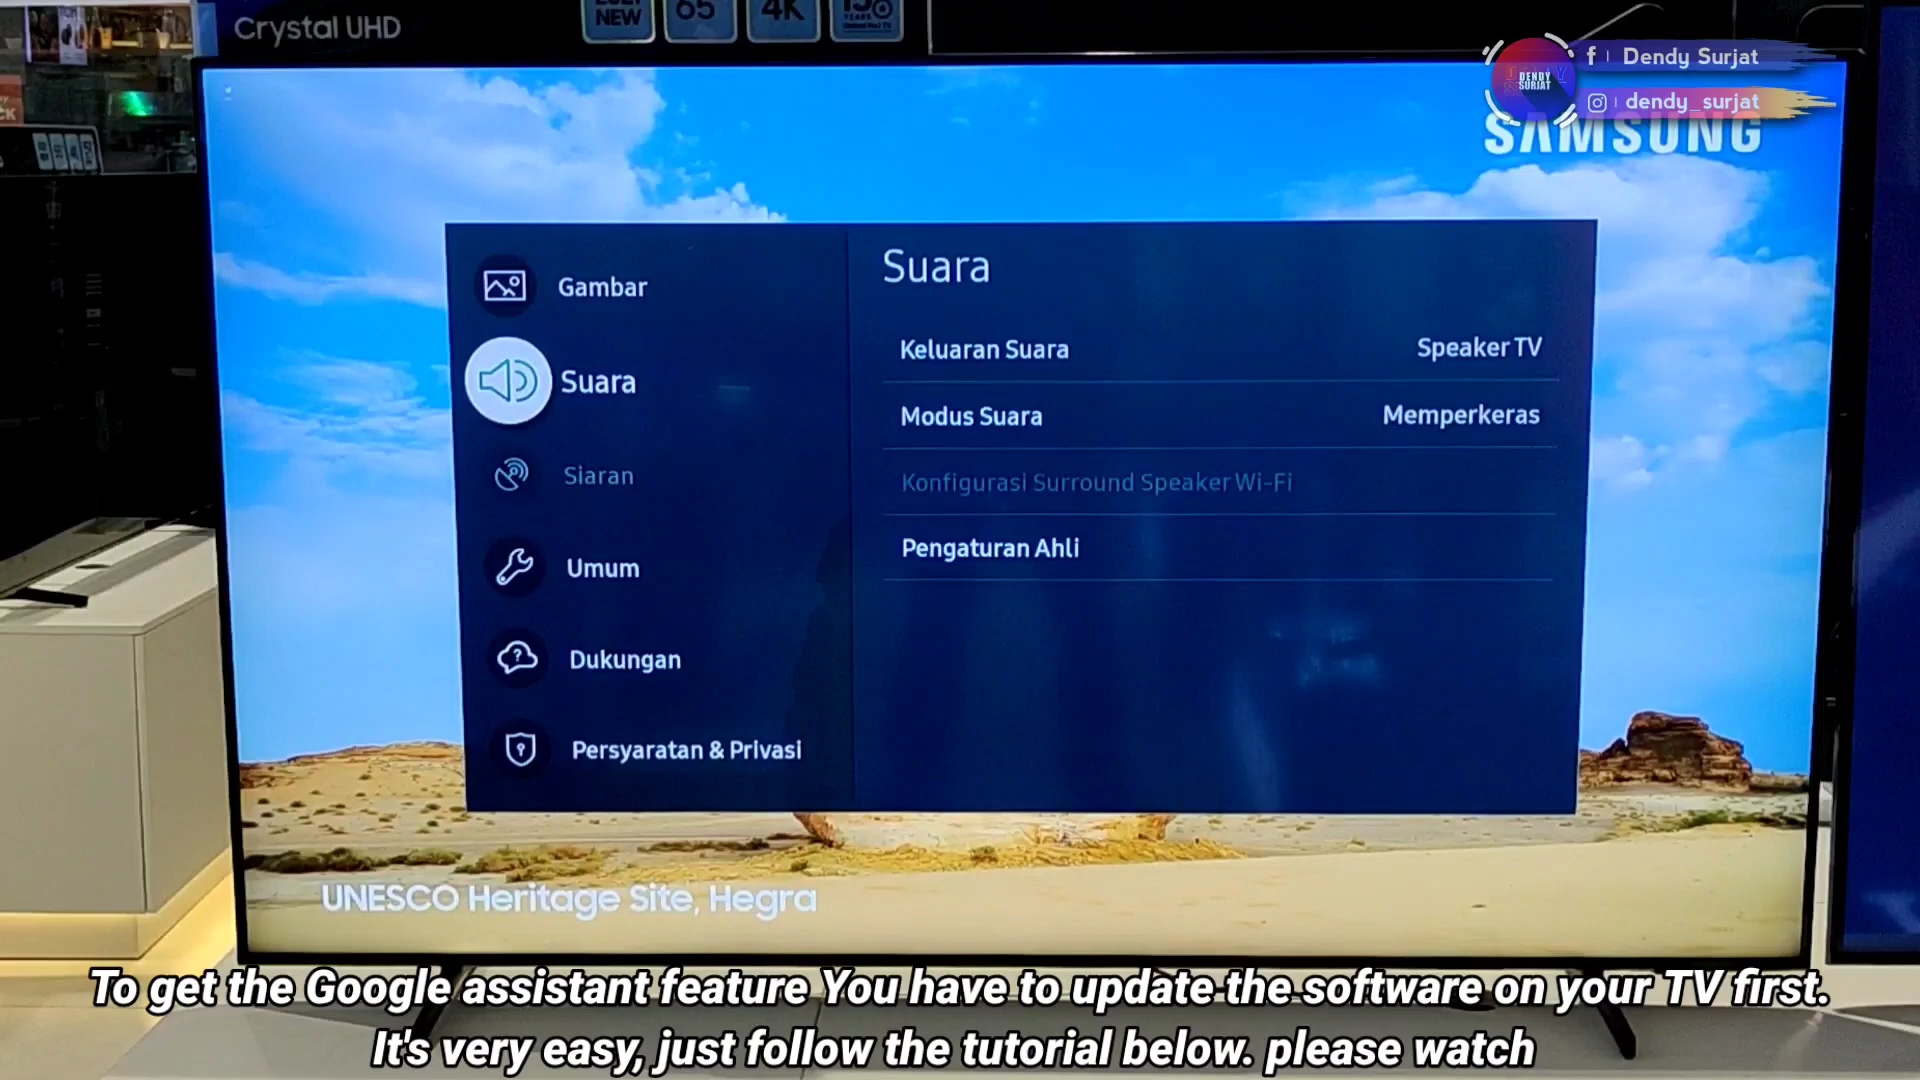 Crystal UHD
NEW
65"
4K
f | Dendy Surjat
DENDY
SURJAT
dendy_surjat
SAMSUNG
Gambar
Suara
Siaran
Umum
Dukungan
Persyaratan & Privasi
Suara
Keluaran Suara Speaker TV
Modus Suara Memperkeras
Konfigurasi Surround Speaker Wi-Fi
Pengaturan Ahli
UNESCO Heritage Site, Hegra
To get the Google assistant feature You have to update the software on your TV first.
It's very easy, just follow the tutorial below. please watch